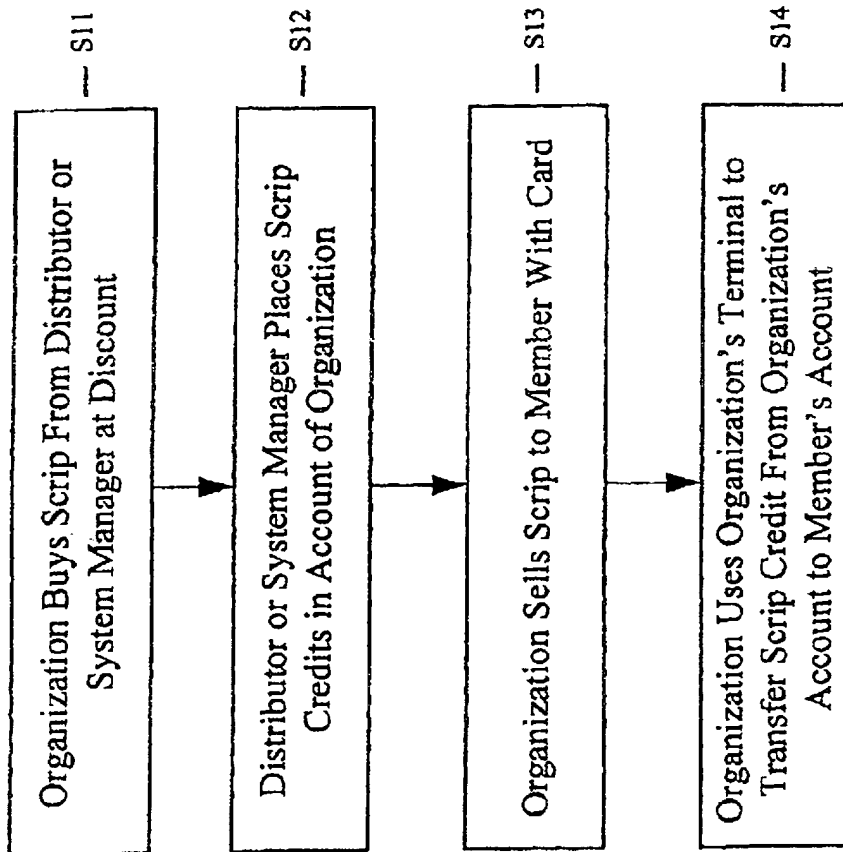 Organization Buys Scrip From Distributor or
System Manager at Discount
S11
Distributor or System Manager Places Scrip
Credits in Account of Organization
S12
Organization Sells Scrip to Member With Card
S13
Organization Uses Organization's Terminal to
Transfer Scrip Credit From Organization's
Account to Member's Account
S14